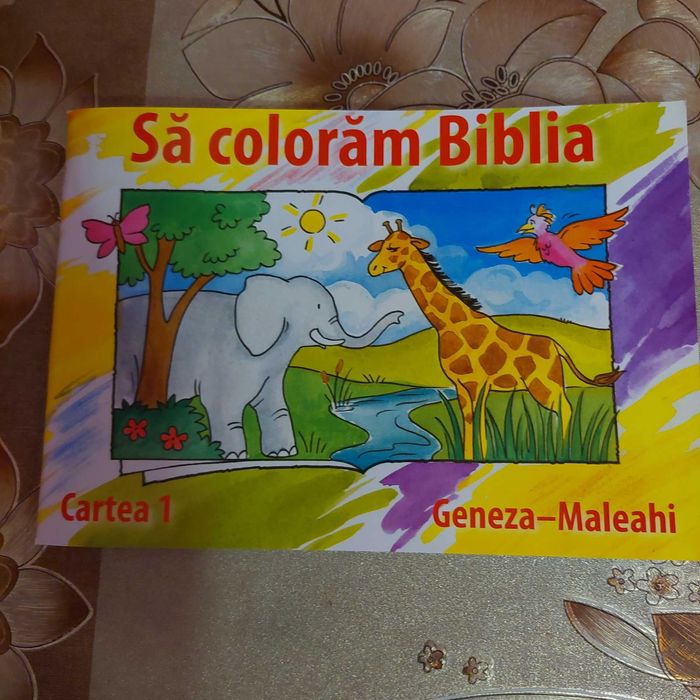 Să colorăm Biblia
Cartea 1
Geneza–Maleahi